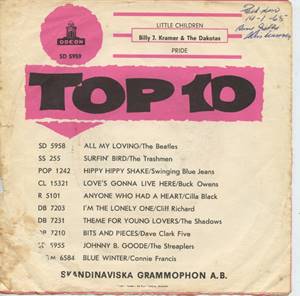 ODEON
SD 5959
LITTLE CHILDREN
Billy J. Kramer & The Dakotas
PRIDE
TOP 10
SD 5958 ALL MY LOVING/The Beatles
SS 255 SURFIN' BIRD/The Trashmen
POP 1242 HIPPY HIPPY SHAKE/Swinging Blue Jeans
CL 15321 LOVE'S GONNA LIVE HERE/Buck Owens
R 5101 ANYONE WHO HAD A HEART/Cilla Black
DB 7203 I'M THE LONELY ONE/Cliff Richard
DB 7231 THEME FOR YOUNG LOVERS/The Shadows
DB 7210 BITS AND PIECES/Dave Clark Five
5955 JOHNNY B. GOODE/The Streaplers
M 6584 BLUE WINTER/Connie Francis
SKANDINAVISKA GRAMMOPHON A.B.